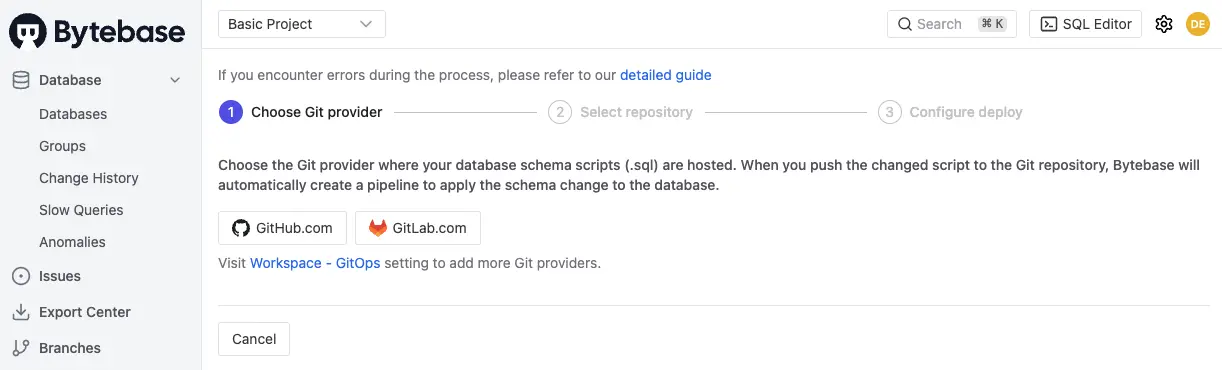 Bytebase
Database
Databases
Groups
Change History
Slow Queries
Anomalies
Issues
Export Center
Branches
Basic Project
Search ⌘ K
SQL Editor
DE
If you encounter errors during the process, please refer to our detailed guide
1 Choose Git provider
2 Select repository
3 Configure deploy
Choose the Git provider where your database schema scripts (.sql) are hosted. When you push the changed script to the Git repository, Bytebase will
automatically create a pipeline to apply the schema change to the database.
GitHub.com
GitLab.com
Visit Workspace - GitOps setting to add more Git providers.
Cancel